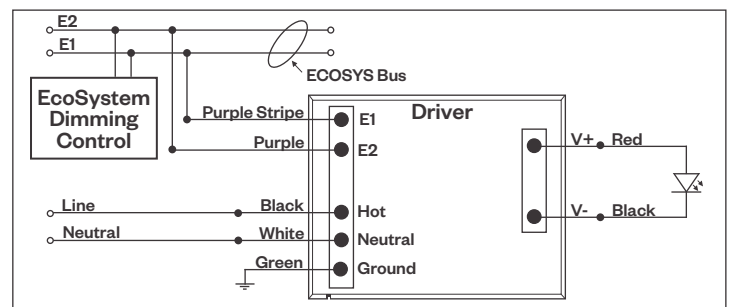 E2
E1
ECOSYS Bus
EcoSystem
Dimming
Control
Driver
Purple Stripe
E1
Purple
E2
V+
Red
Line
Black
Hot
V-
Black
Neutral
White
Neutral
Green
Ground